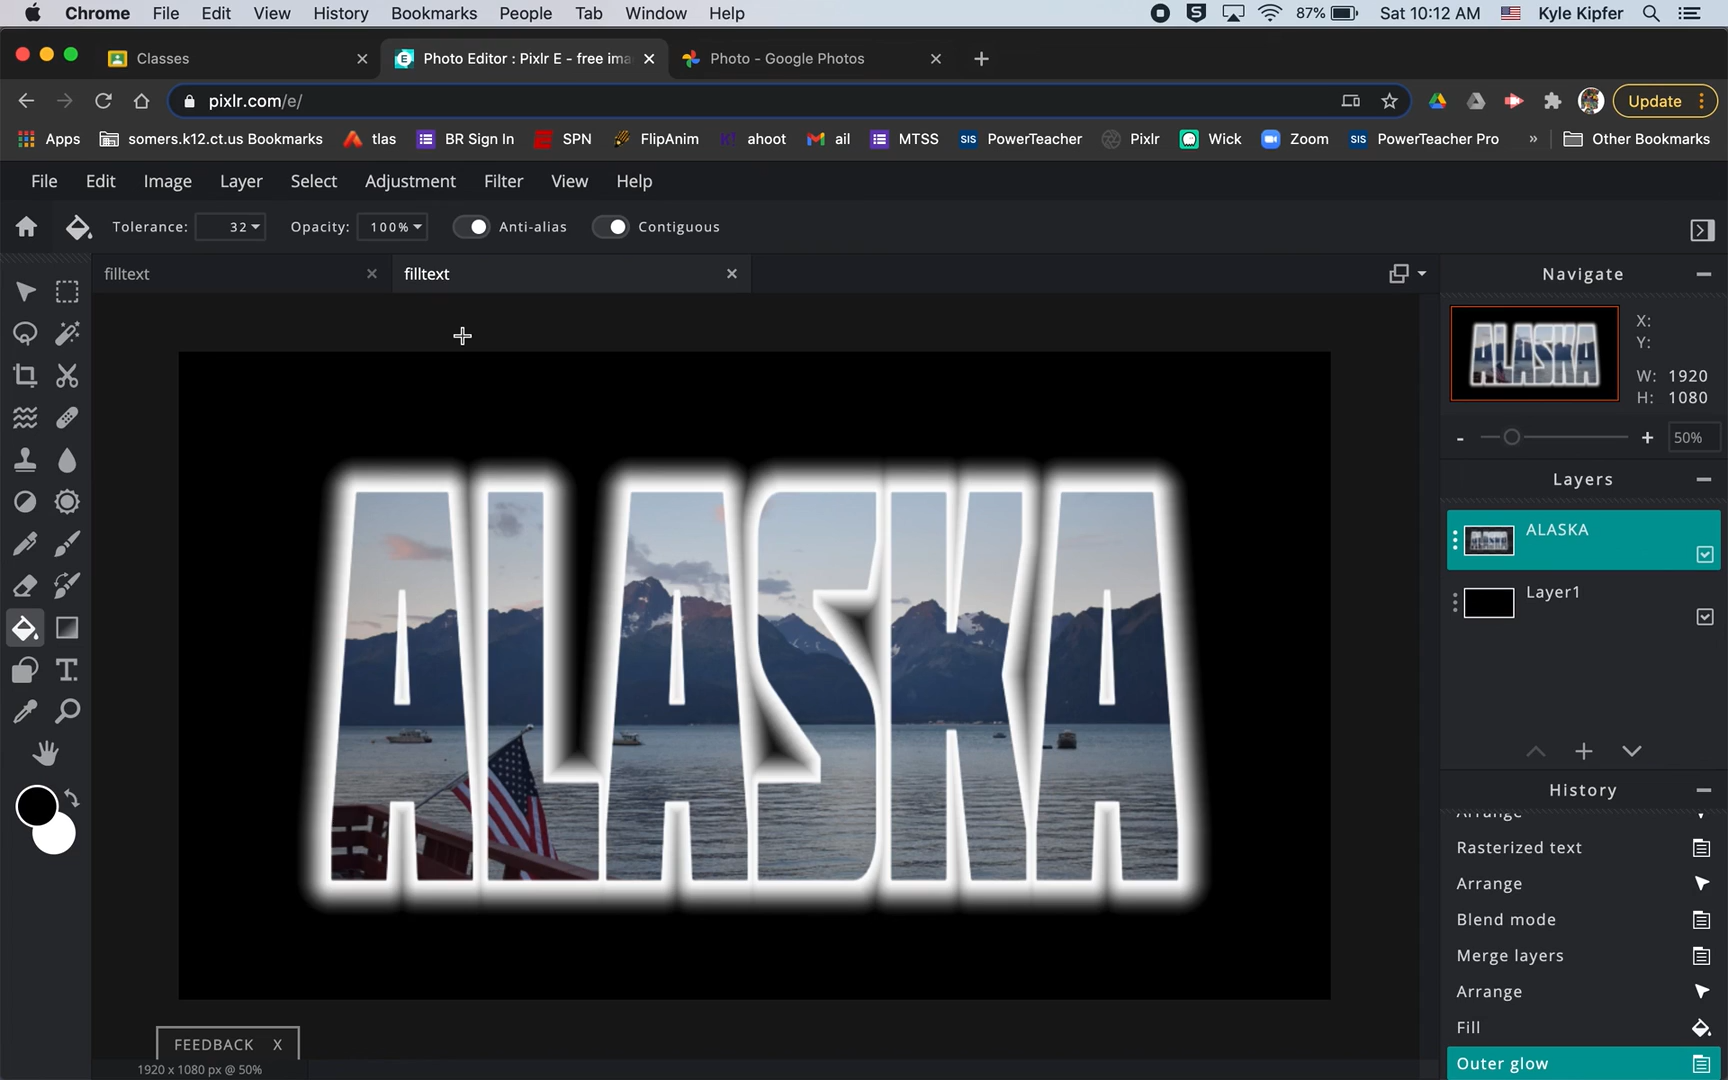 Chrome File Edit View History Bookmarks People Tab Window Help 87% Sat 10:12 AM Kyle Kipfer
Classes Photo Editor : Pixlr E - free ima Photo - Google Photos
pixlr.com/e/ Update
Apps somers.k12.ct.us Bookmarks tlas BR Sign In SPN FlipAnim ahoot ail MTSS SIS PowerTeacher Pixlr Wick Zoom SIS PowerTeacher Pro » Other Bookmarks
File Edit Image Layer Select Adjustment Filter View Help
Tolerance: 32 Opacity: 100% Anti-alias Contiguous
filltext filltext Navigate
X:
Y:
W: 1920
H: 1080
- + 50%
Layers
ALASKA
Layer1
ALASKA
History
Arrange
Rasterized text
Arrange
Blend mode
Merge layers
Arrange
Fill
Outer glow
FEEDBACK X
1920 x 1080 px @ 50%